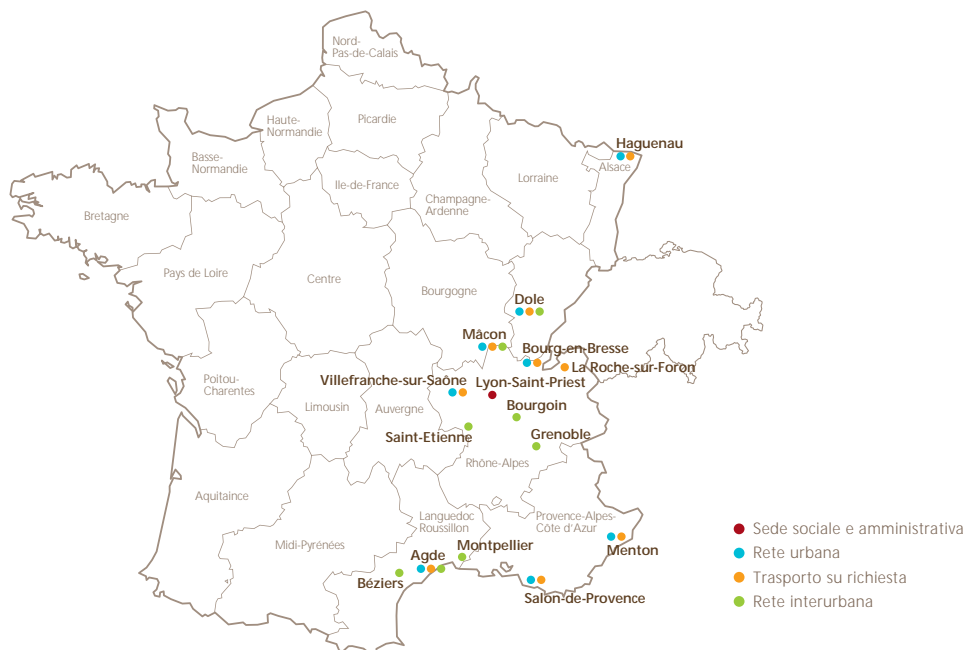 Nord-
Pas-de-Calais
Haute-
Normandie
Picardie
Haguenau
Basse-
Normandie
Alsace
Ile-de-France
Lorraine
Champagne-
Ardenne
Bretagne
Pays de Loire
Centre
Bourgogne
Dole
Mâcon
Bourg-en-Bresse
La Roche-sur-Foron
Villefranche-sur-Saône
Lyon-Saint-Priest
Poitou-
Charentes
Limousin
Auvergne
Bourgoin
Saint-Etienne
Grenoble
Rhône-Alpes
Aquitaince
Languedoc
Roussillon
Provence-Alpes-
Côte d'Azur
Midi-Pyrénées
Montpellier
Menton
Agde
Béziers
Salon-de-Provence
Sede sociale e amministrativa
Rete urbana
Trasporto su richiesta
Rete interurbana